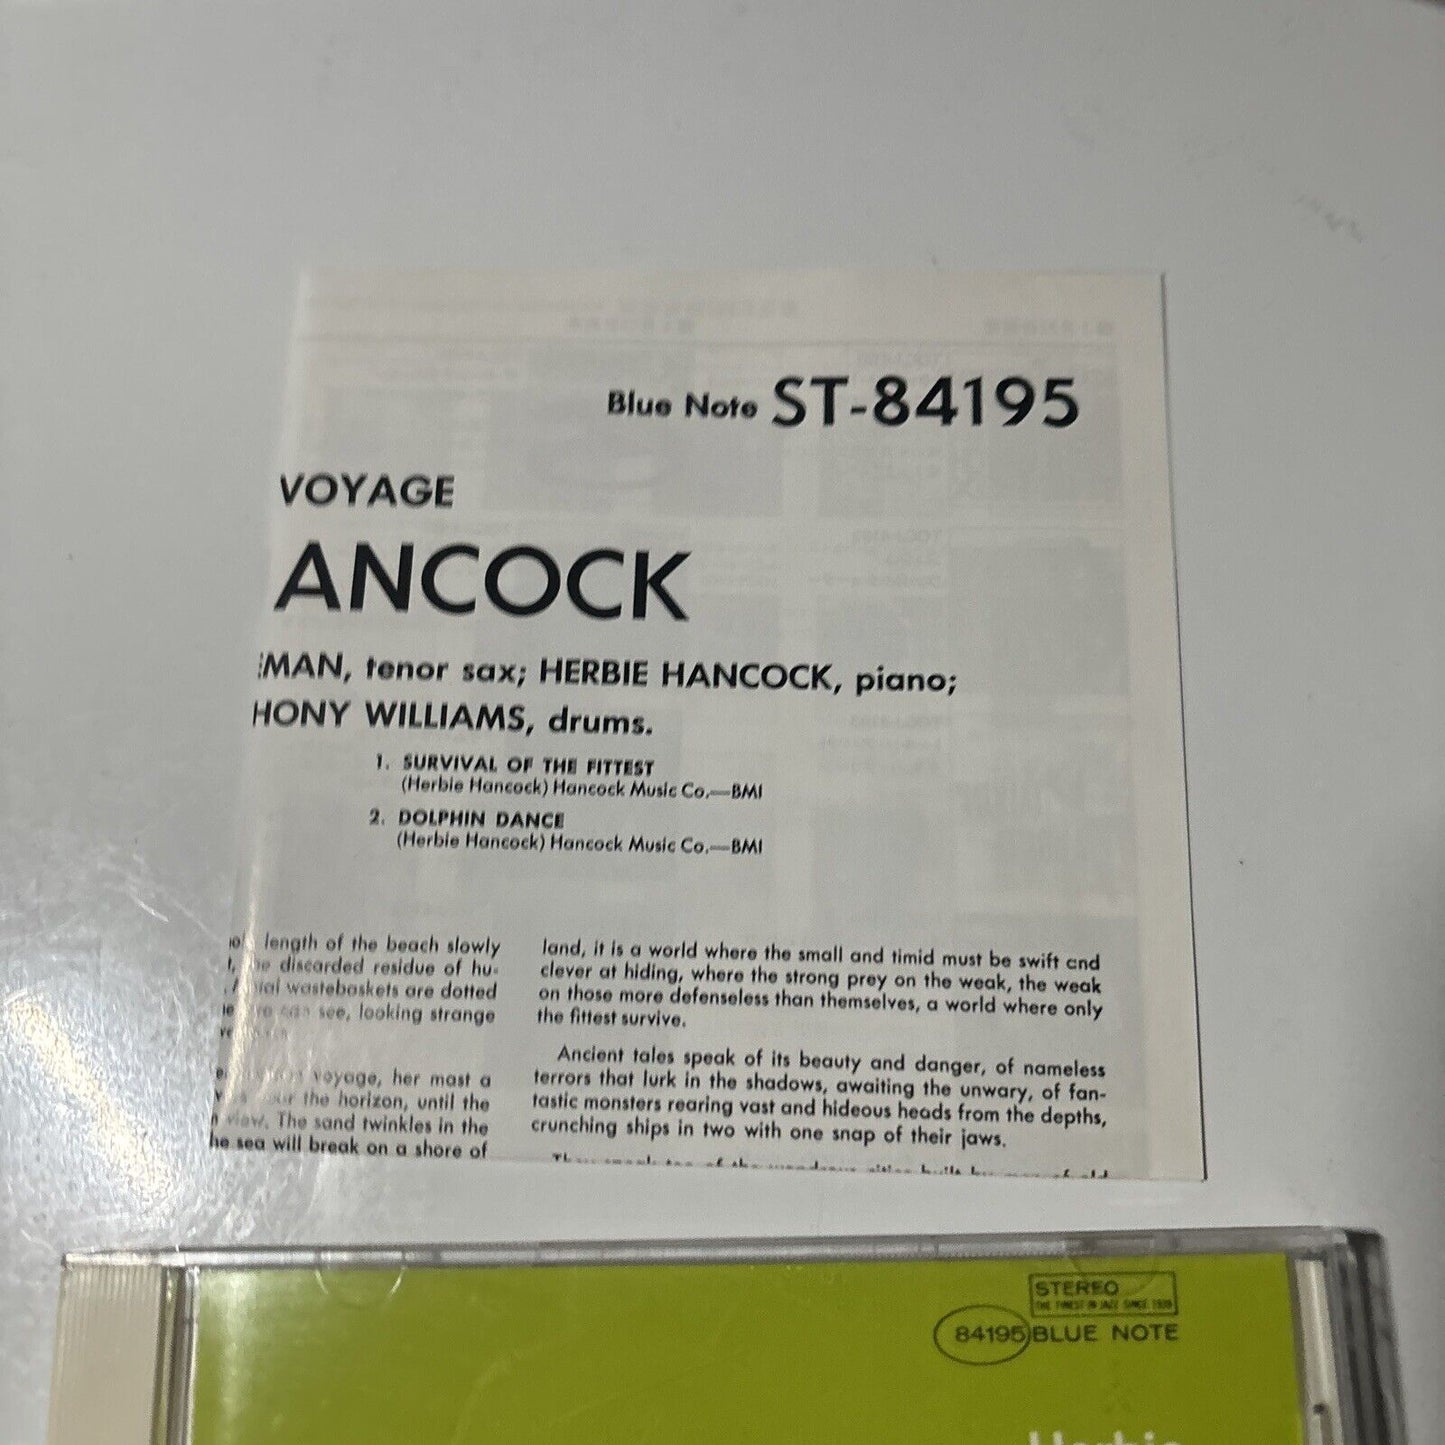 Blue Note ST-84195
VOYAGE
ANCOCK
MAN, tenor sax; HERBIE HANCOCK, piano;
HONY WILLIAMS, drums.
1. SURVIVAL OF THE FITTEST
(Herbie Hancock) Hancock Music Co.—BMI
2. DOLPHIN DANCE
(Herbie Hancock) Hancock Music Co.—BMI
length of the beach slowly
discarded residue of hu-
wastebaskets are dotted
see, looking strange
voyage, her mast a
the horizon, until the
view. The sand twinkles in the
he sea will break on a shore of
land, it is a world where the small and timid must be swift and
clever at hiding, where the strong prey on the weak, the weak
on those more defenseless than themselves, a world where only
the fittest survive.
Ancient tales speak of its beauty and danger, of nameless
terrors that lurk in the shadows, awaiting the unwary, of fan-
tastic monsters rearing vast and hideous heads from the depths,
crunching ships in two with one snap of their jaws.
STEREO
THE FINEST IN JAZZ SINCE 1939
84195 BLUE NOTE
Herbie